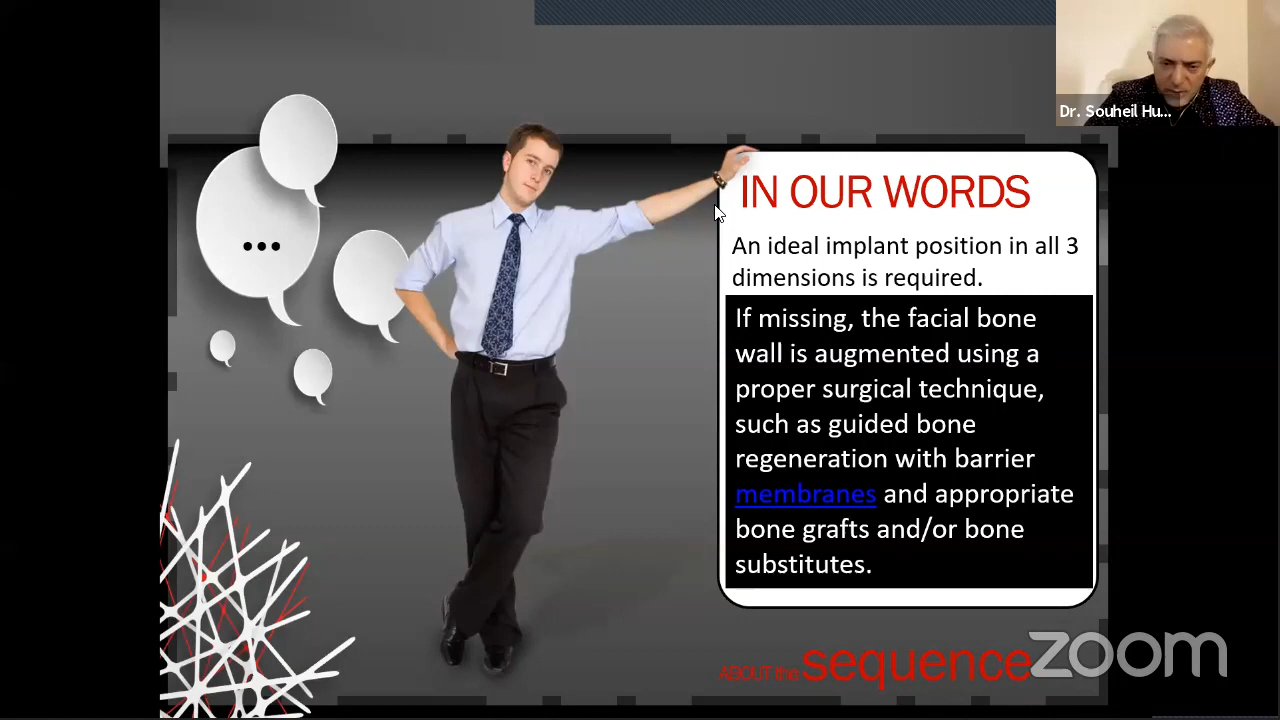 Dr. Souheil Hu...
...
IN OUR WORDS
An ideal implant position in all 3
dimensions is required.
If missing, the facial bone
wall is augmented using a
proper surgical technique,
such as guided bone
regeneration with barrier
membranes and appropriate
bone grafts and/or bone
substitutes.
ABOUT the sequence
zoom